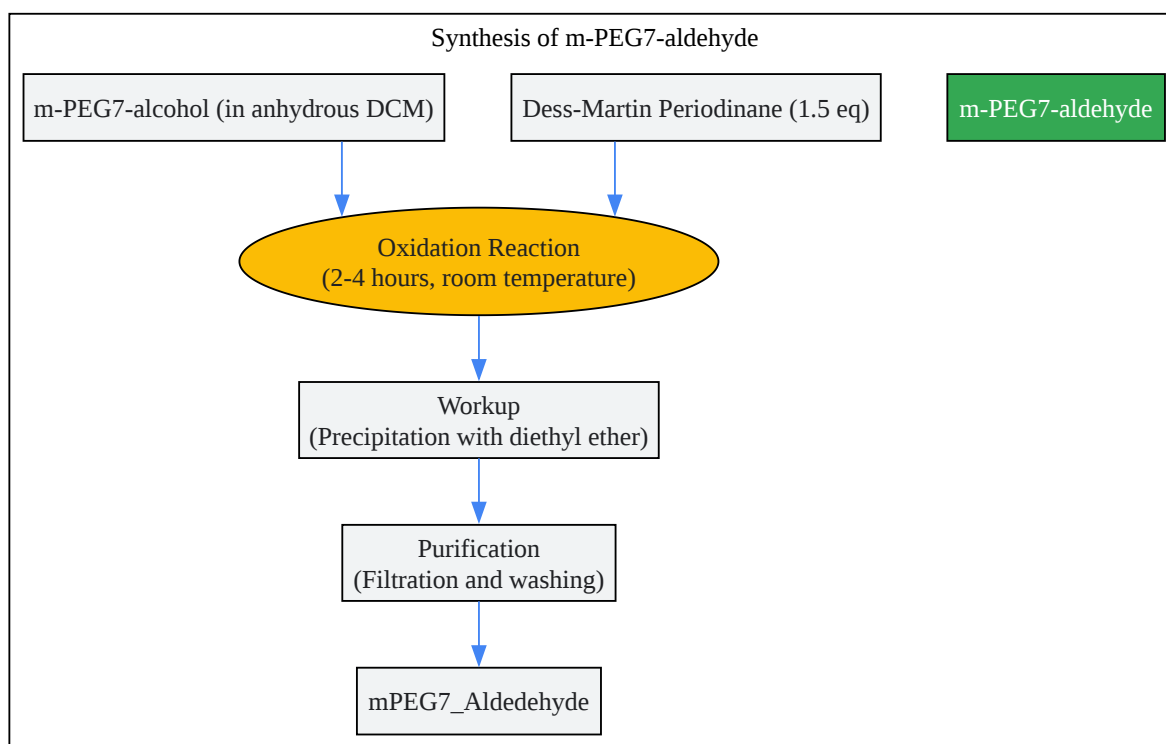 Synthesis of m-PEG7-aldehyde
m-PEG7-alcohol (in anhydrous DCM)
Dess-Martin Periodinane (1.5 eq)
m-PEG7-aldehyde
Oxidation Reaction
(2-4 hours, room temperature)
Workup
(Precipitation with diethyl ether)
Purification
(Filtration and washing)
mPEG7_Aldedehyde